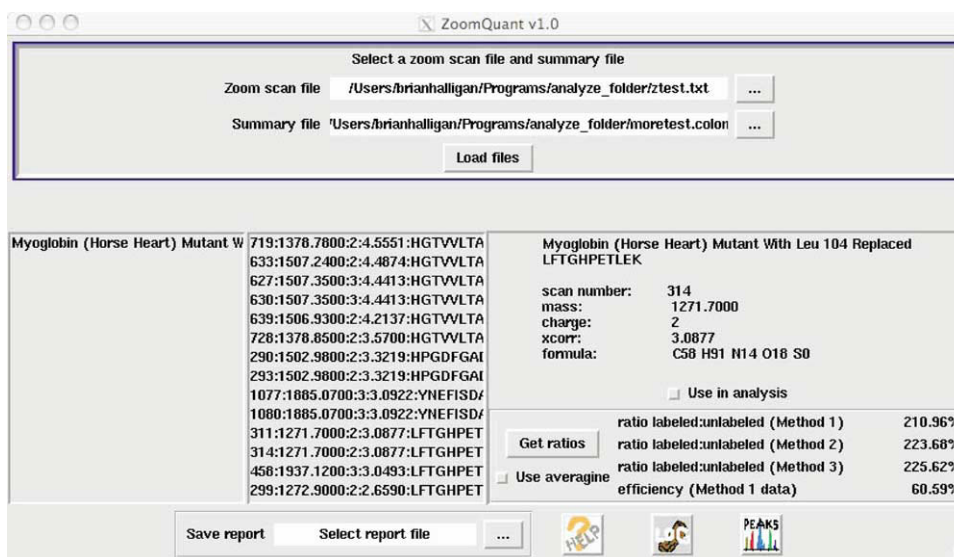 ZoomQuant v1.0
Select a zoom scan file and summary file
Zoom scan file /Users/brianhalligan/Programs/analyze_folder/ztest.txt ...
Summary file 'Users/brianhalligan/Programs/analyze_folder/moretest.colon ...
Load files
Myoglobin (Horse Heart) Mutant W
719:1378.7800:2:4.5551:HGTVVLTA
633:1507.2400:2:4.4874:HGTVVLTA
627:1507.3500:3:4.4413:HGTVVLTA
630:1507.3500:3:4.4413:HGTVVLTA
639:1506.9300:2:4.2137:HGTVVLTA
728:1378.8500:2:3.5700:HGTVVLTA
290:1502.9800:2:3.3219:HPGDFGAD
293:1502.9800:2:3.3219:HPGDFGAD
1077:1885.0700:3:3.0922:YNEFISDA
1080:1885.0700:3:3.0922:YNEFISDA
311:1271.7000:2:3.0877:LFTGHPET
314:1271.7000:2:3.0877:LFTGHPET
458:1937.1200:3:3.0493:LFTGHPET
299:1272.9000:2:2.6590:LFTGHPET
Myoglobin (Horse Heart) Mutant With Leu 104 Replaced
LFTGHPETLEK
scan number: 314
mass: 1271.7000
charge: 2
xcorr: 3.0877
formula: C58 H91 N14 O18 S0
Use in analysis
Get ratios
Use averagine
ratio labeled:unlabeled (Method 1) 210.96%
ratio labeled:unlabeled (Method 2) 223.68%
ratio labeled:unlabeled (Method 3) 225.62%
efficiency (Method 1 data) 60.59%
Save report Select report file ...
HELP
PEAKS